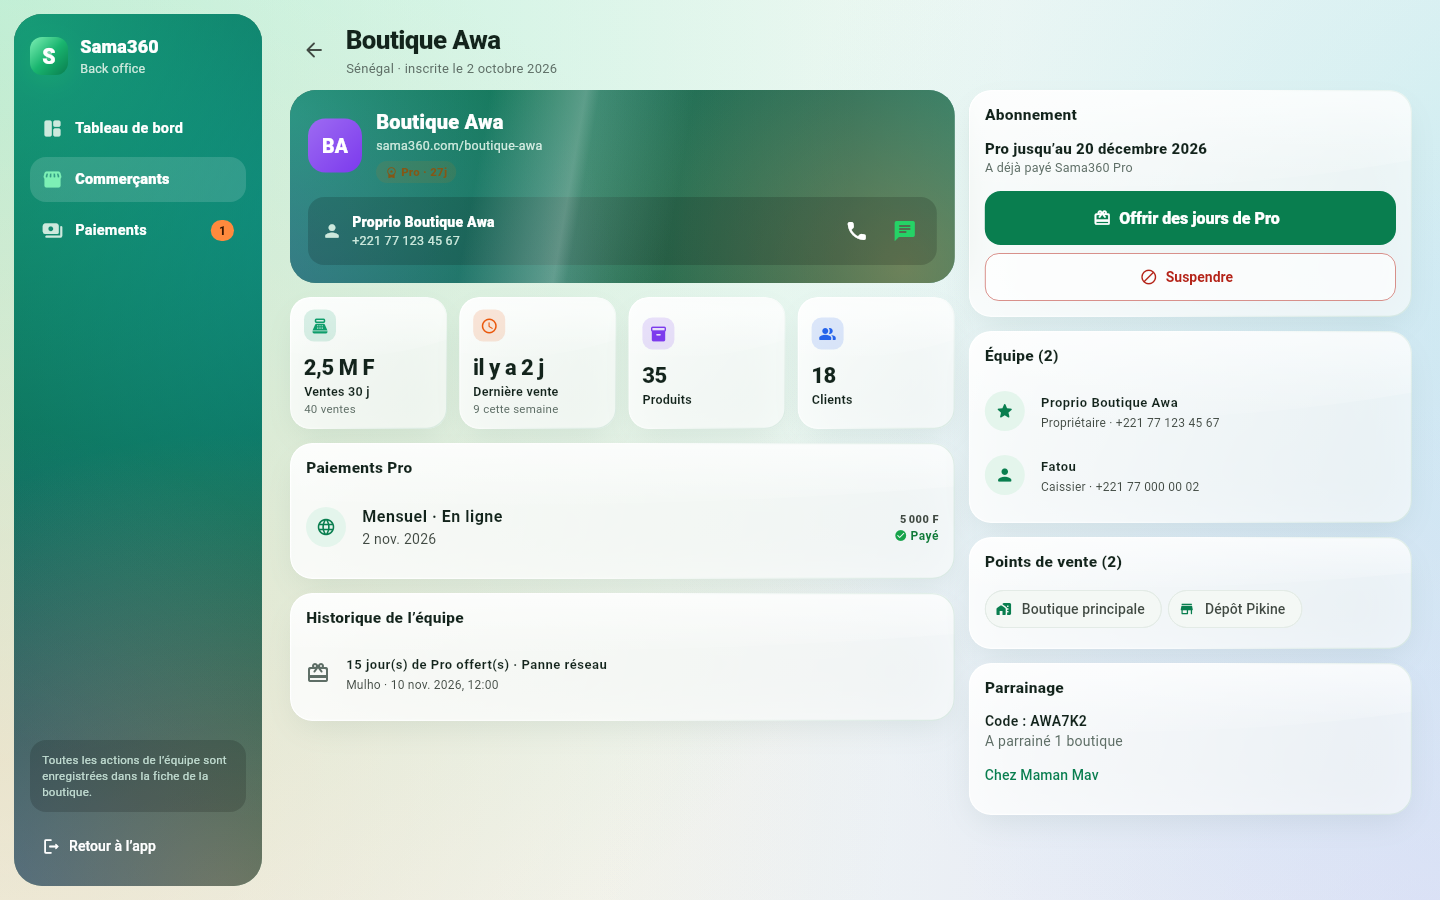 S
Sama360
Back office
Tableau de bord
Commerçants
Paiements
1
Toutes les actions de l'équipe sont
enregistrées dans la fiche de la
boutique.
Retour à l'app
Boutique Awa
Sénégal · inscrite le 2 octobre 2026
BA
Boutique Awa
sama360.com/boutique-awa
Pro · 27j
Proprio Boutique Awa
+221 77 123 45 67
2,5 M F
Ventes 30 j
40 ventes
il y a 2 j
Dernière vente
9 cette semaine
35
Produits
18
Clients
Paiements Pro
Mensuel · En ligne
2 nov. 2026
5 000 F
Payé
Historique de l'équipe
15 jour(s) de Pro offert(s) · Panne réseau
Mulho · 10 nov. 2026, 12:00
Abonnement
Pro jusqu'au 20 décembre 2026
A déjà payé Sama360 Pro
Offrir des jours de Pro
Suspendre
Équipe (2)
Proprio Boutique Awa
Propriétaire · +221 77 123 45 67
Fatou
Caissier · +221 77 000 00 02
Points de vente (2)
Boutique principale
Dépôt Pikine
Parrainage
Code : AWA7K2
A parrainé 1 boutique
Chez Maman Mav